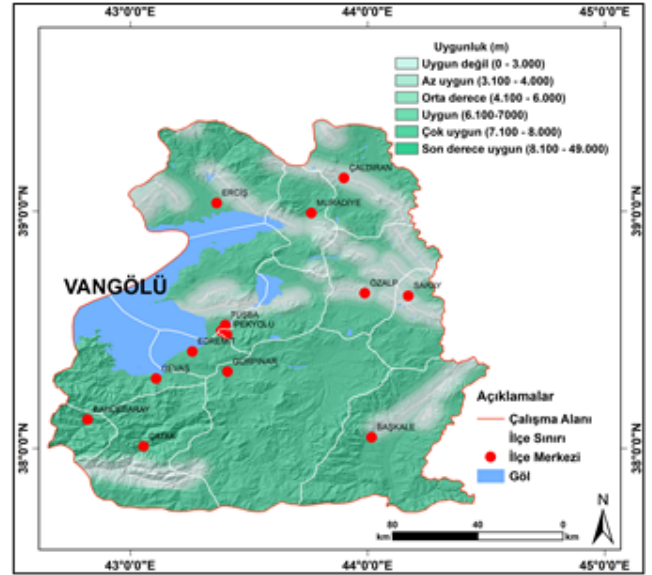 43°0'0"E 44°0'0"E 45°0'0"E
Uygunluk (m)
Uygun değil (0 - 3.000)
Az uygun (3.100 - 4.000)
Orta derece (4.100 - 6.000)
Uygun (6.100-7000)
Çok uygun (7.100 - 8.000)
Son derece uygun (8.100 - 49.000)
ÇALDIRAN
ERCİŞ
MURADİYE
39°0'0"N 39°0'0"N
VANGÖLÜ
ÖZALP
SARAY
TUŞBA
İPEKYOLU
EDREMİT
GÜRPINAR
GEVAŞ
BAHÇESARAY
ÇATAK
BAŞKALE
38°0'0"N 38°0'0"N
Açıklamalar
Çalışma Alanı
İlçe Sınırı
İlçe Merkezi
Göl
N
80 40 0
km km
43°0'0"E 44°0'0"E 45°0'0"E